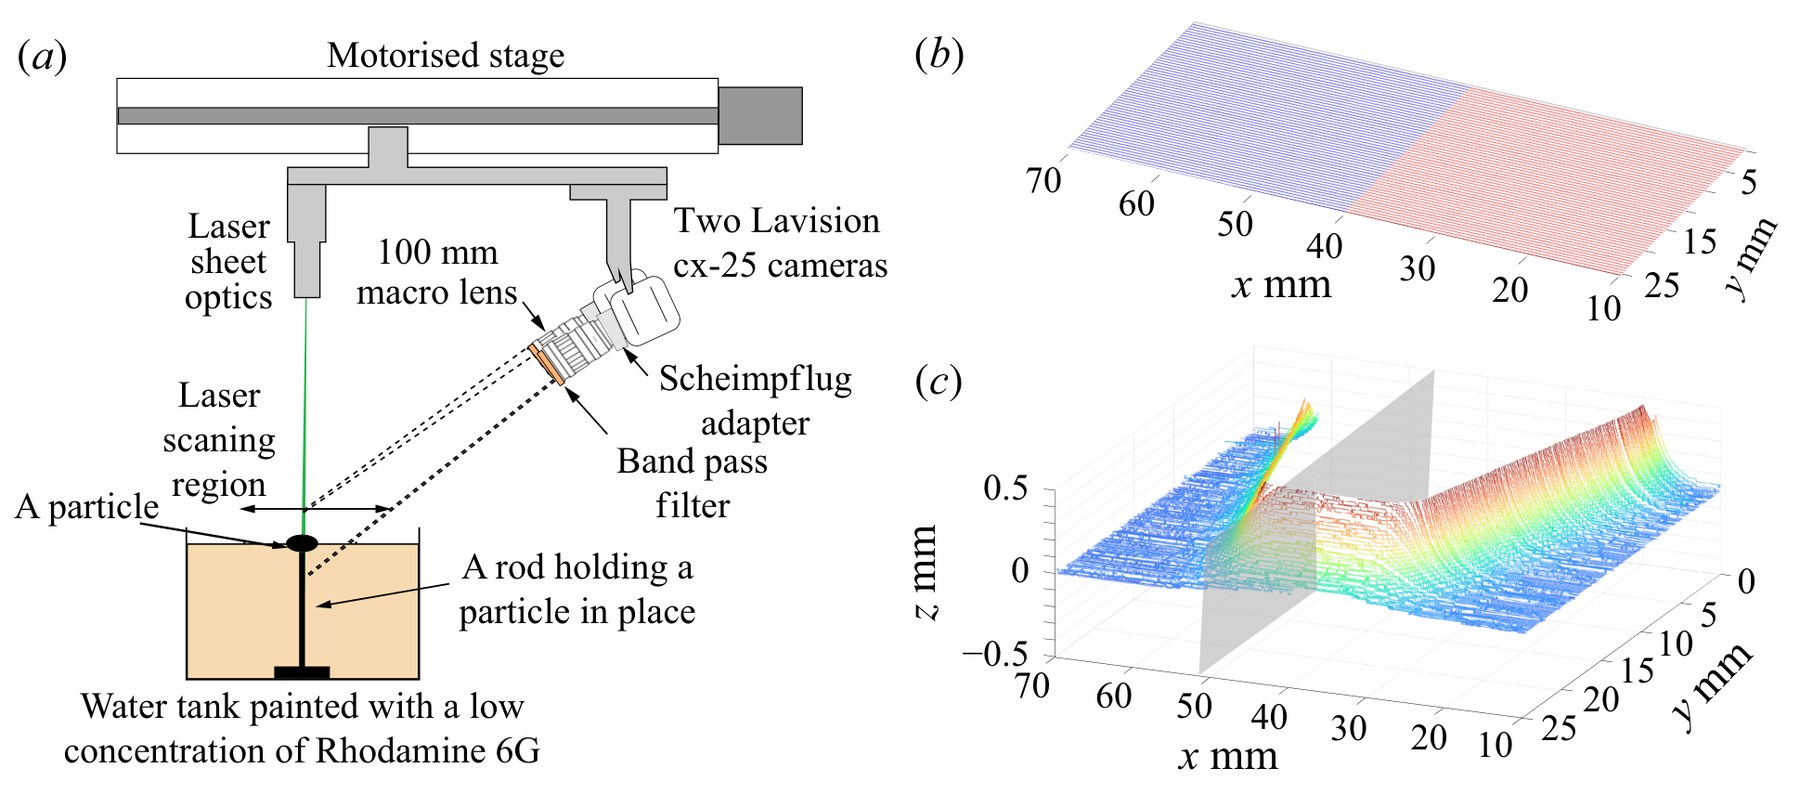 (a)
Motorised stage
Laser
sheet
optics
100 mm
macro lens
Two Lavision
cx-25 cameras
Scheimpflug
adapter
Band pass
filter
Laser
scaning
region
A particle
A rod holding a
particle in place
Water tank painted with a low
concentration of Rhodamine 6G
(b)
70
60
50
40
30
20
10
x mm
5
15
25
y mm
(c)
0.5
0
−0.5
z mm
70
60
50
40
30
20
10
x mm
0
5
10
15
20
25
y mm